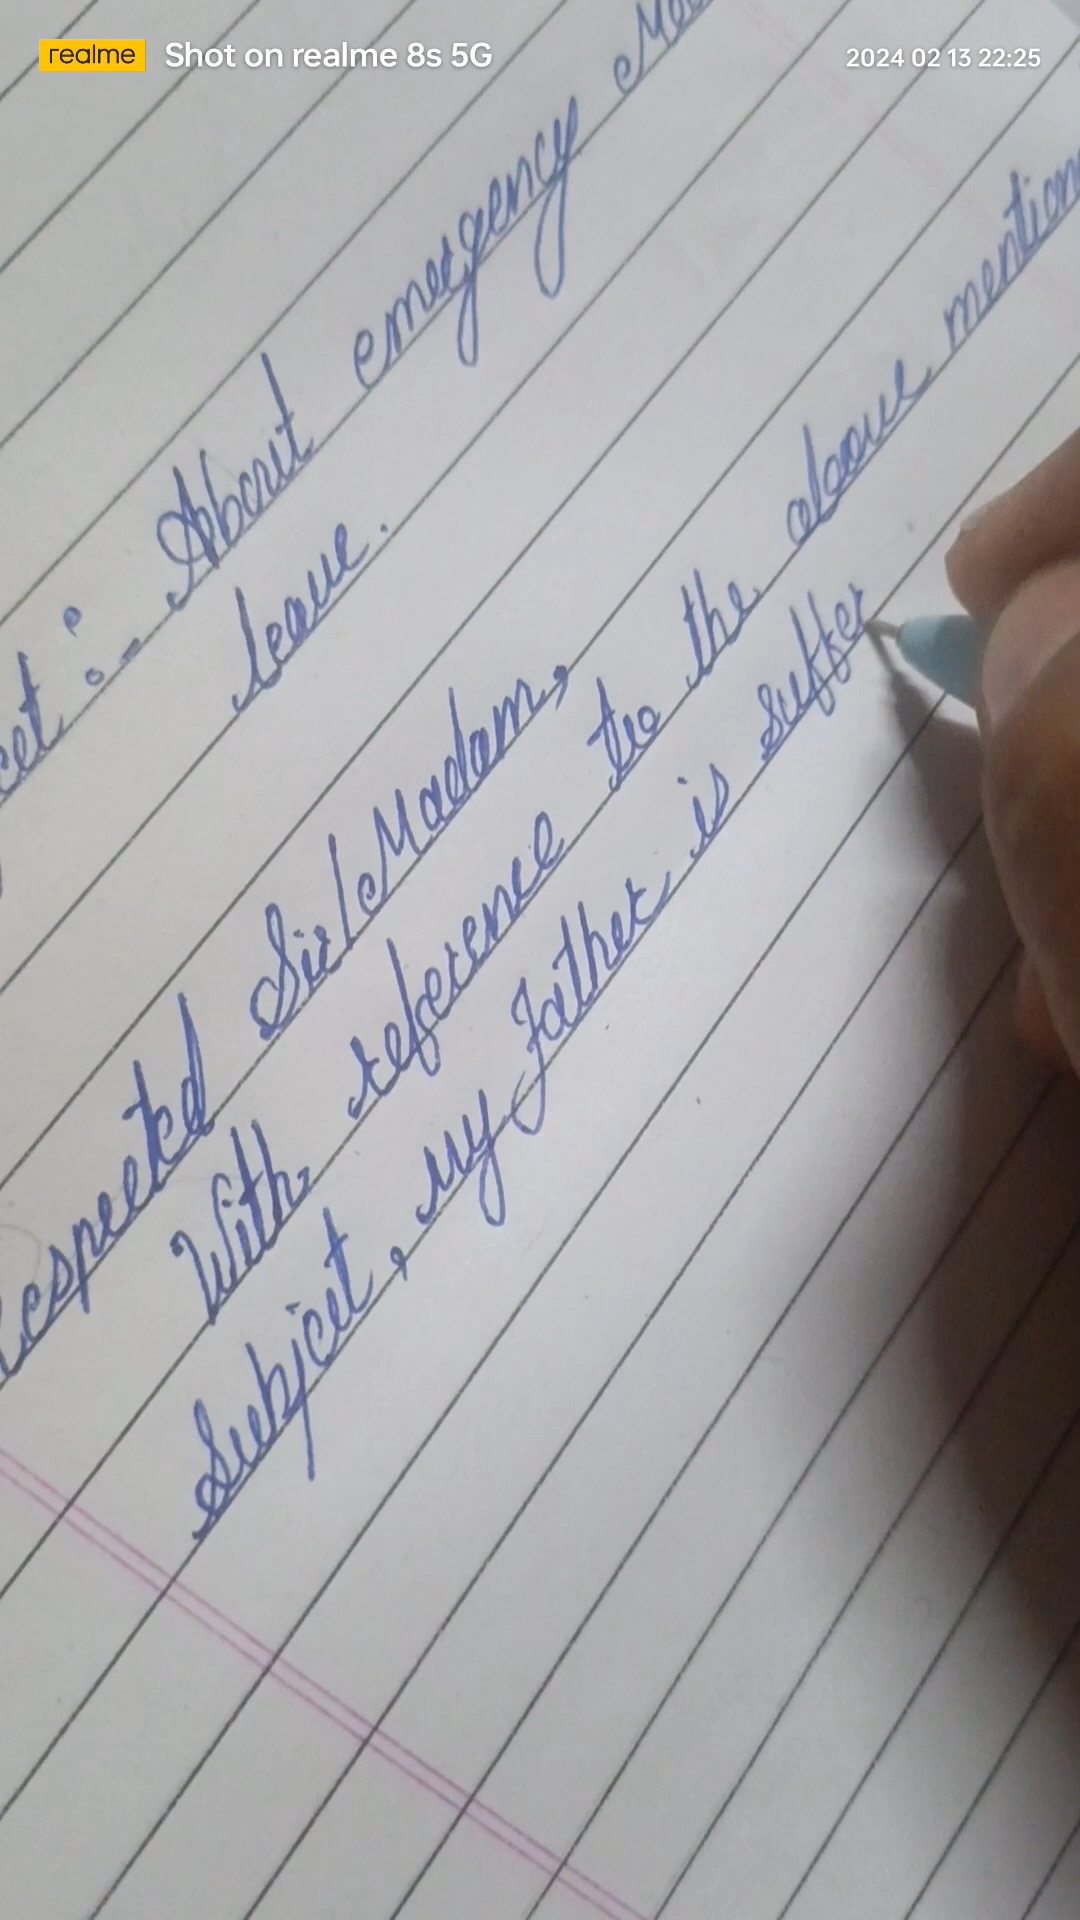 realme Shot on realme 8s 5G
2024 02 13 22:25
:- About emergency
leave.
Respected Sir/Madam,
With reference to the above mention
Subject, my Father is suffer